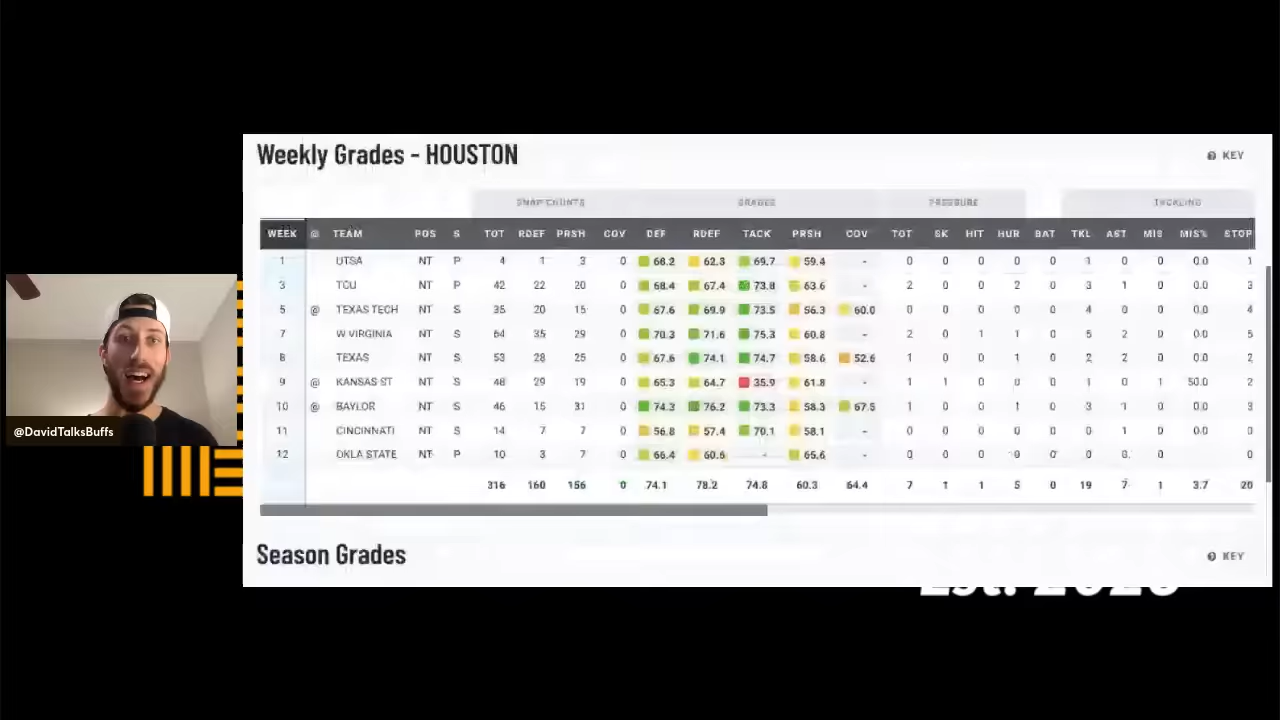 Weekly Grades - HOUSTON
KEY
SNAP COUNTS GRADES PRESSURE TACKLING
WEEK @ TEAM POS S TOT RDEF PRSH COV DEF RDEF TACK PRSH COV TOT SK HIT HUR BAT TKL AST MIS MIS% STOP
1 UTSA NT P 4 1 3 0 68.2 62.3 69.7 59.4 - 0 0 0 0 0 1 0 0 0.0 1
3 TCU NT P 42 22 20 0 68.4 67.4 73.8 63.6 - 2 0 0 2 0 3 1 0 0.0 3
5 @ TEXAS TECH NT S 35 20 15 0 67.6 69.9 73.5 56.3 60.0 0 0 0 0 0 4 0 0 0.0 4
7 W VIRGINIA NT S 64 35 29 0 70.3 71.6 75.3 60.8 - 2 0 1 1 0 5 2 0 0.0 5
8 TEXAS NT S 53 28 25 0 67.6 74.1 74.7 58.6 52.6 1 0 0 1 0 2 2 0 0.0 2
9 @ KANSAS ST NT S 48 29 19 0 65.3 64.7 35.9 61.8 - 1 1 0 0 0 1 0 1 50.0 2
10 @ BAYLOR NT S 46 15 31 0 74.3 76.2 73.3 58.3 67.5 1 0 0 1 0 3 1 0 0.0 3
11 CINCINNATI NT S 14 7 7 0 56.8 57.4 70.1 58.1 - 0 0 0 0 0 0 1 0 0.0 0
12 OKLA STATE NT P 10 3 7 0 66.4 60.6 - 65.6 - 0 0 0 0 0 0 0 0 0
316 160 156 0 74.1 78.2 74.8 60.3 64.4 7 1 1 5 0 19 7 1 3.7 20
Season Grades
KEY
@DavidTalksBuffs